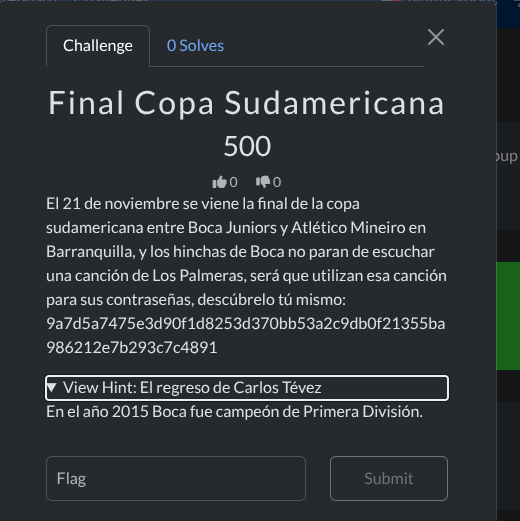 Challenge
0 Solves
Final Copa Sudamericana
500
0 0
El 21 de noviembre se viene la final de la copa
sudamericana entre Boca Juniors y Atlético Mineiro en
Barranquilla, y los hinchas de Boca no paran de escuchar
una canción de Los Palmeras, será que utilizan esa canción
para sus contraseñas, descúbrelo tú mismo:
9a7d5a7475e3d90f1d8253d370bb53a2c9db0f21355ba
986212e7b293c7c4891
View Hint: El regreso de Carlos Tévez
En el año 2015 Boca fue campeón de Primera División.
Flag
Submit
oup